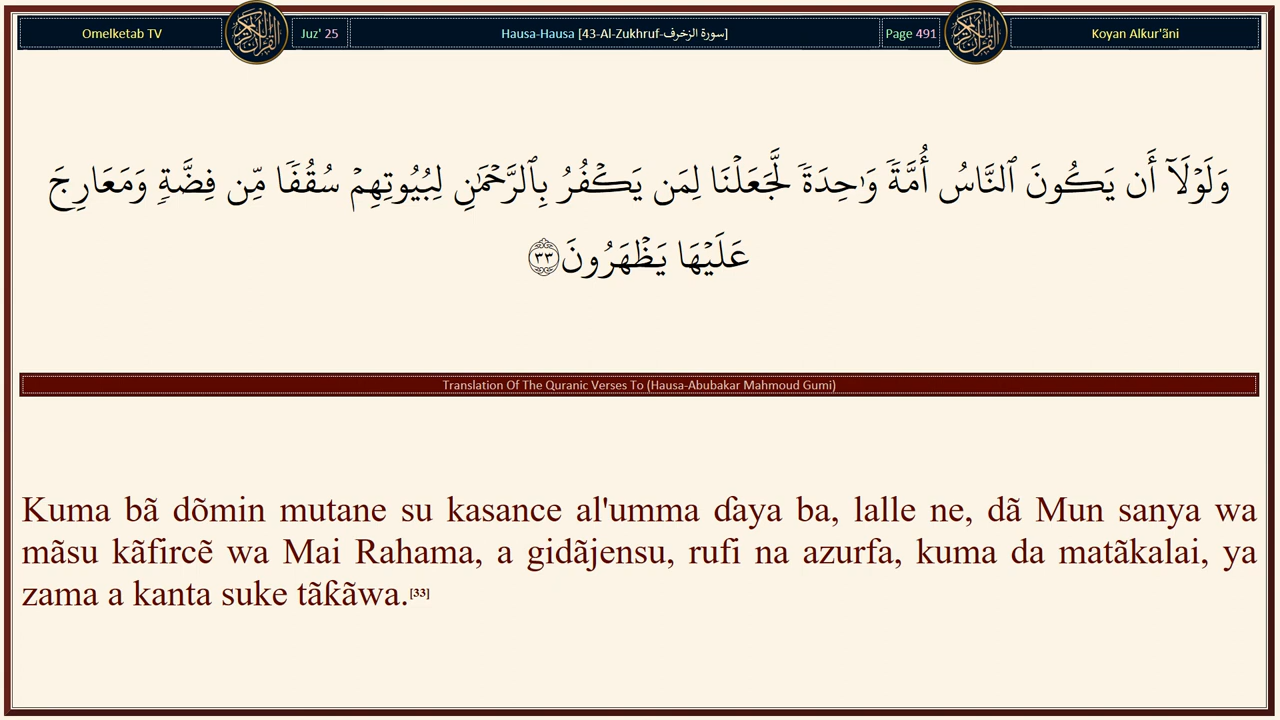 Omelketab TV
Juz' 25
Hausa-Hausa [43-Al-Zukhruf-سورة الزخرف]
Page 491
Koyan Alƙur'ãni
وَلَوْلَآ أَن يَكُونَ ٱلنَّاسُ أُمَّةٗ وَٰحِدَةٗ لَّجَعَلْنَا لِمَن يَكْفُرُ بِٱلرَّحْمَٰنِ لِبُيُوتِهِمْ سُقُفٗا مِّن فِضَّةٖ وَمَعَارِجَ
عَلَيْهَا يَظْهَرُونَ ٣٣
Translation Of The Quranic Verses To (Hausa-Abubakar Mahmoud Gumi)
Kuma bã dõmin mutane su kasance al'umma ɗaya ba, lalle ne, dã Mun sanya wa
mãsu kãfircẽ wa Mai Rahama, a gidãjensu, rufi na azurfa, kuma da matãkalai, ya
zama a kanta suke tãƙãwa.[33]